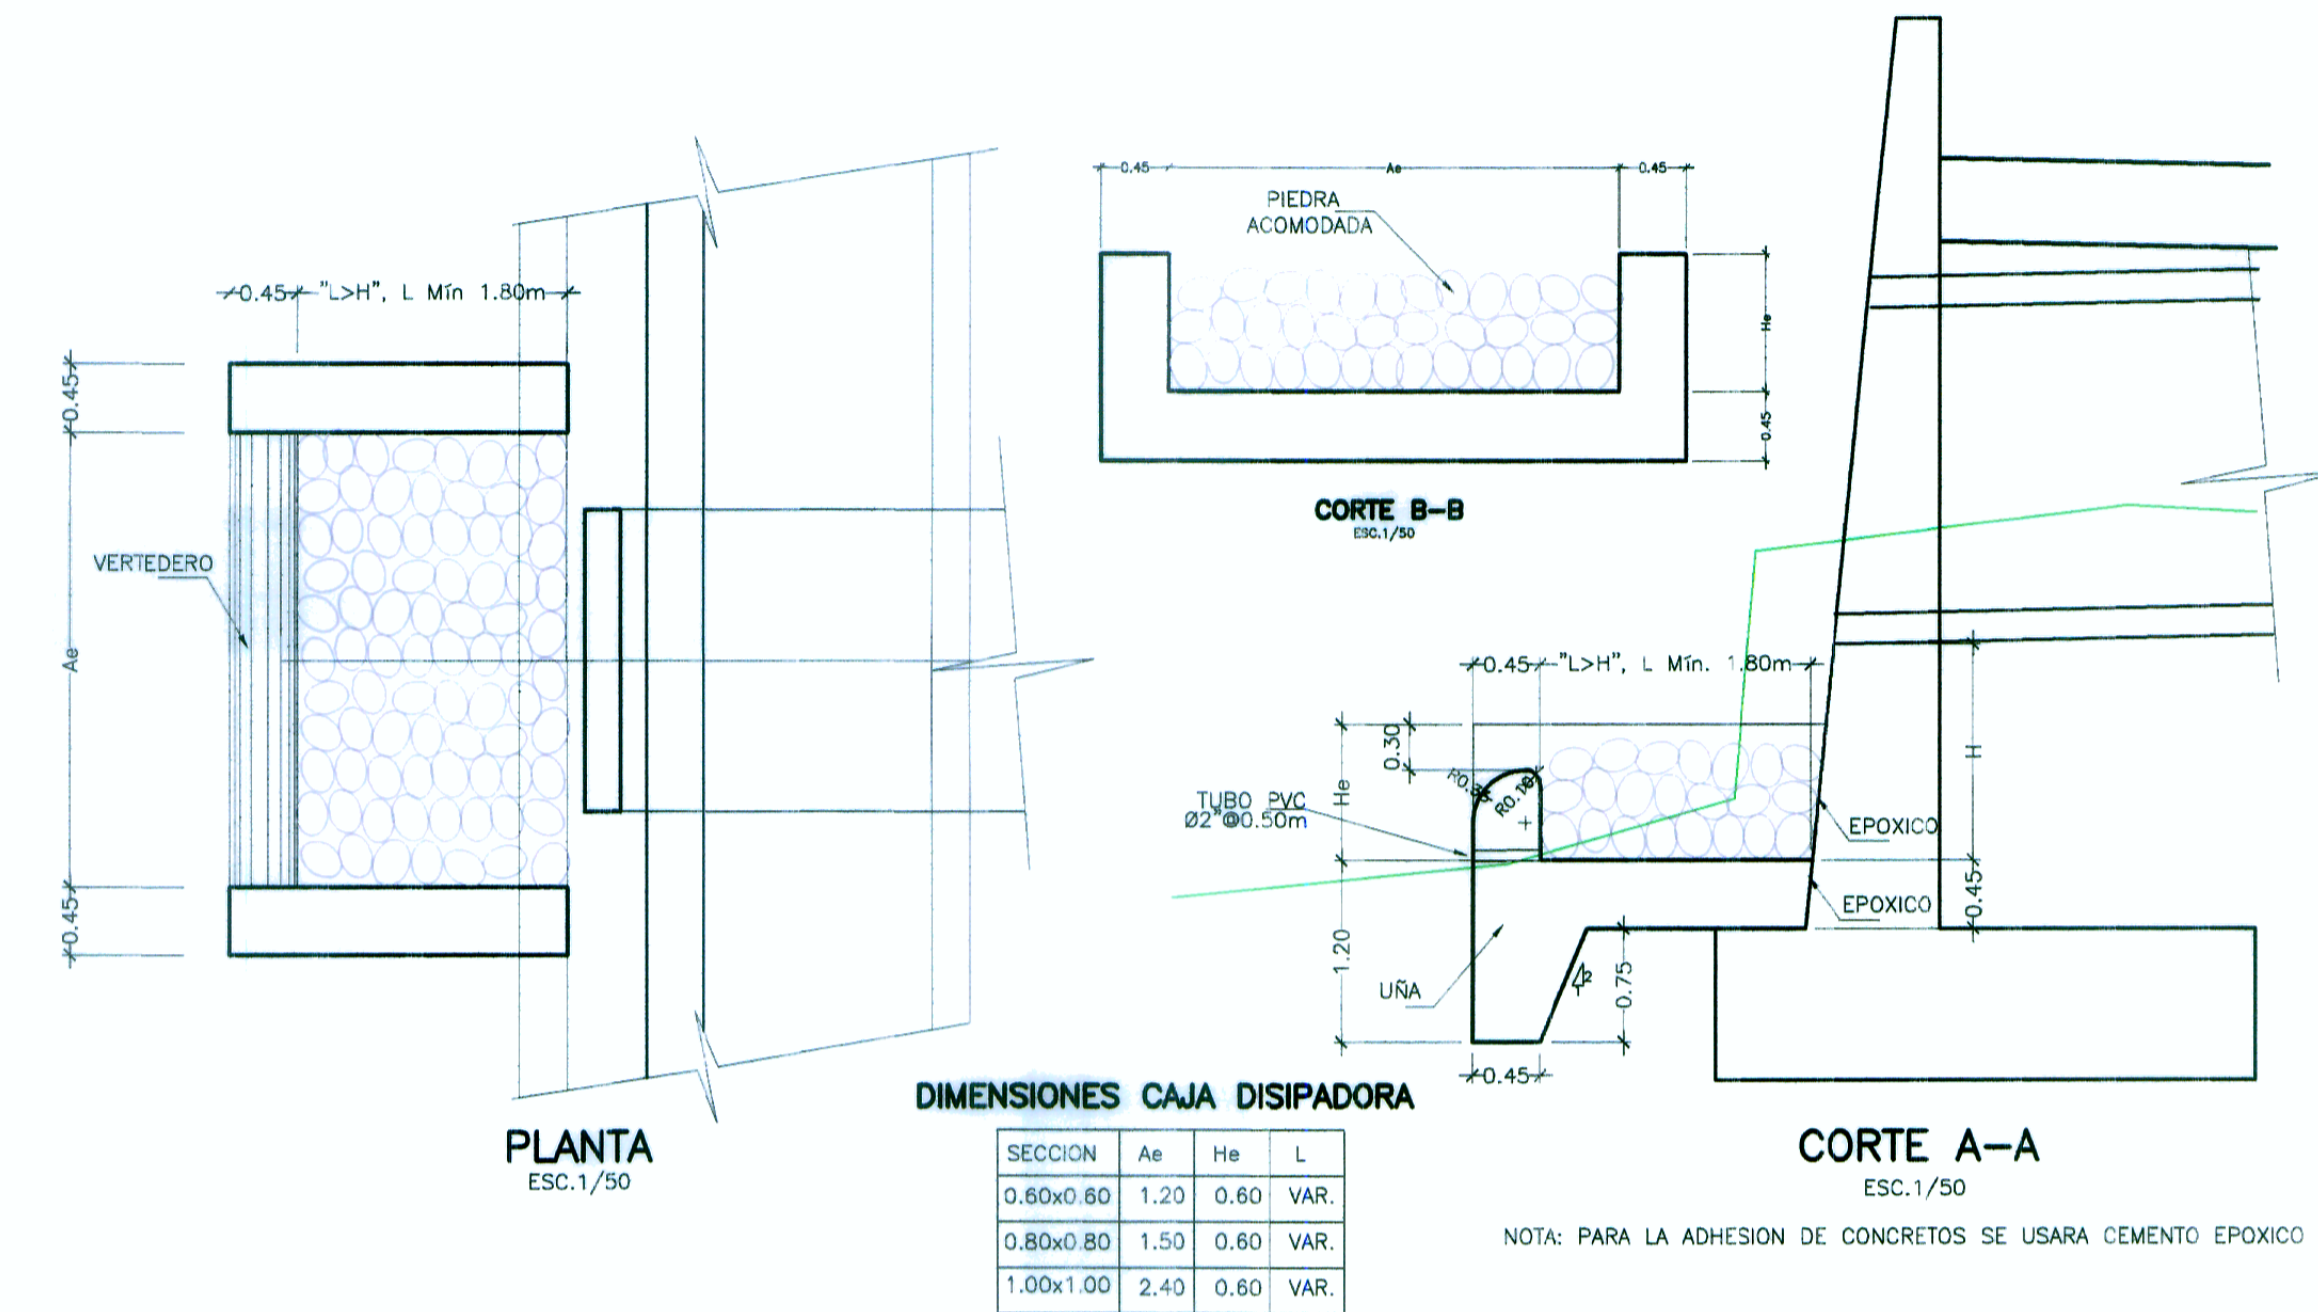 0.45
"L>H", L Mín 1.80m
0.45
Ae
0.45
VERTEDERO
PLANTA
ESC.1/50
0.45
Ae
0.45
PIEDRA
ACOMODADA
He
0.45
CORTE B-B
ESC.1/50
0.45
"L>H", L Mín. 1.80m
0.30
He
R0.10
TUBO PVC
Ø2"@0.50m
H
EPOXICO
EPOXICO
0.45
1.20
UÑA
2
0.75
0.45
CORTE A-A
ESC.1/50
NOTA: PARA LA ADHESION DE CONCRETOS SE USARA CEMENTO EPOXICO
DIMENSIONES CAJA DISIPADORA
SECCION Ae He L
0.60x0.60 1.20 0.60 VAR.
0.80x0.80 1.50 0.60 VAR.
1.00x1.00 2.40 0.60 VAR.